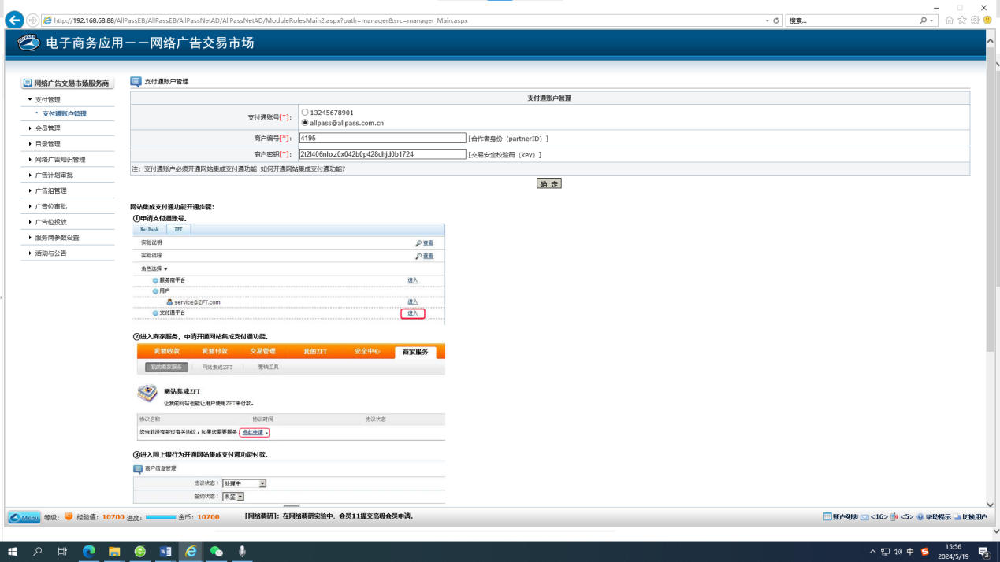 http://192.168.68.88/AllPassEB/AllPassEB/AllPassNetAD/AllPassNetAD/ModuleRolesMain2.aspx?path=manager&src=manager_Main.aspx
搜索...
电子商务应用－－网络广告交易市场
网络广告交易市场服务商
支付管理
支付通账户管理
会员管理
目录管理
网络广告知识管理
广告计划审批
广告组管理
广告位审批
广告位投放
服务商参数设置
活动与公告
支付通账户管理
支付通账户管理
支付通账号[*]:
13245678901
allpass@allpass.com.cn
商户编号[*]: 4195 [合作者身份（partnerID）]
商户密钥[*]: 2t2l406nhxz0x042b0p428dhjd0b1724 [交易安全校验码（key）]
注：支付通账户必须开通网站集成支付通功能 如何开通网站集成支付通功能?
确 定
网站集成支付通功能开通步骤:
①申请支付通账号。
NetBank ZFT
实验说明 查看
实验流程 查看
角色选择
服务商平台 进入
用户
service@ZFT.com 进入
支付通平台 进入
②进入商家服务，申请开通网站集成支付通功能。
我要收款 我要付款 交易管理 我的ZFT 安全中心 商家服务
我的商家服务 网站集成ZFT 营销工具
网站集成ZFT
让我的网站也能让用户使用ZFT来付款。
协议名称 协议时间 协议状态
您当前没有签过有关协议，如果您需要服务，点此申请。
③进入网上银行为开通网站集成支付通功能付款。
商户信息管理
协议状态： 处理中
签约状态： 未签
Menu 等级: 经验值: 10700 进度: 金币: 10700 [网络调研]：在网络调研实验中，会员11提交高级会员申请。 账户列表 <16> <5> 帮助提示 切换用户
中
15:56
2024/5/19
3